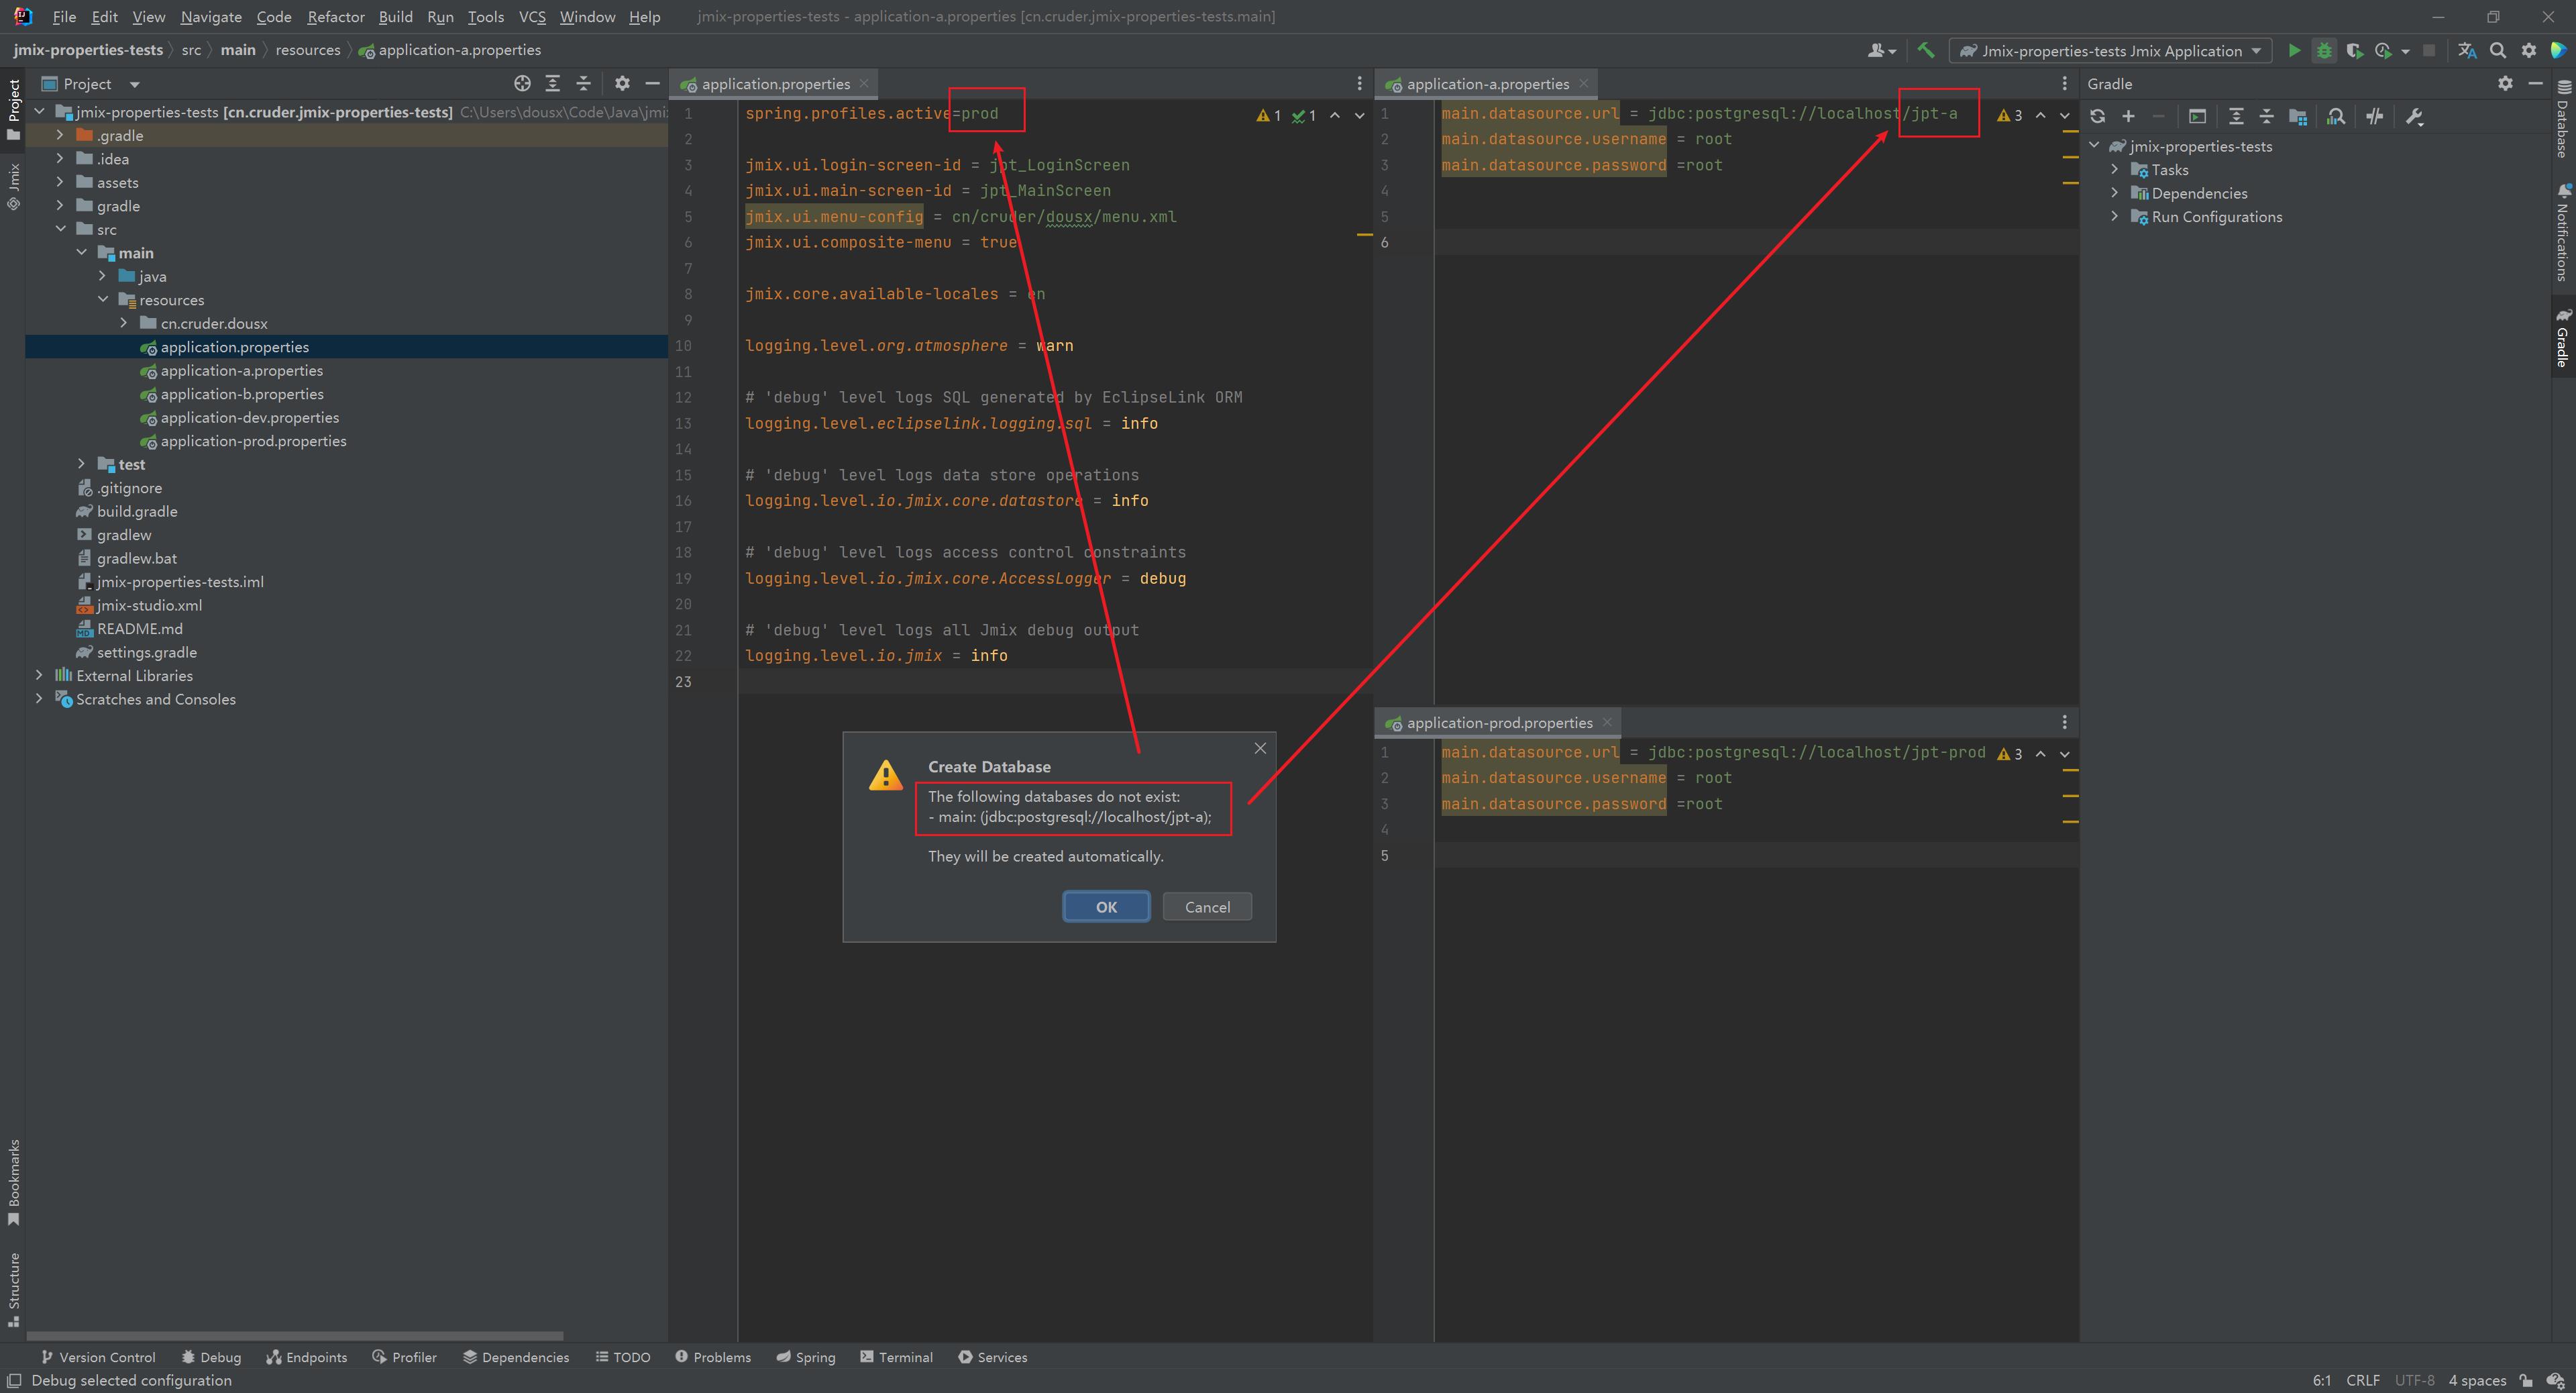 File Edit View Navigate Code Refactor Build Run Tools VCS Window Help jmix-properties-tests - application-a.properties [cn.cruder.jmix-properties-tests.main]
jmix-properties-tests src main resources application-a.properties
Jmix-properties-tests Jmix Application
Project
Jmix
Bookmarks
Structure
Project
jmix-properties-tests [cn.cruder.jmix-properties-tests] C:\Users\dousx\Code\Java\jmi
.gradle
.idea
assets
gradle
src
main
java
resources
cn.cruder.dousx
application.properties
application-a.properties
application-b.properties
application-dev.properties
application-prod.properties
test
.gitignore
build.gradle
gradlew
gradlew.bat
jmix-properties-tests.iml
jmix-studio.xml
README.md
settings.gradle
External Libraries
Scratches and Consoles
application.properties
1 spring.profiles.active=prod 1 1
2
3 jmix.ui.login-screen-id = jpt_LoginScreen
4 jmix.ui.main-screen-id = jpt_MainScreen
5 jmix.ui.menu-config = cn/cruder/dousx/menu.xml
6 jmix.ui.composite-menu = true
7
8 jmix.core.available-locales = en
9
10 logging.level.org.atmosphere = warn
11
12 # 'debug' level logs SQL generated by EclipseLink ORM
13 logging.level.eclipselink.logging.sql = info
14
15 # 'debug' level logs data store operations
16 logging.level.io.jmix.core.datastore = info
17
18 # 'debug' level logs access control constraints
19 logging.level.io.jmix.core.AccessLogger = debug
20
21 # 'debug' level logs all Jmix debug output
22 logging.level.io.jmix = info
23
Create Database
The following databases do not exist:
- main: (jdbc:postgresql://localhost/jpt-a);
They will be created automatically.
OK Cancel
application-a.properties
1 main.datasource.url = jdbc:postgresql://localhost/jpt-a 3
2 main.datasource.username = root
3 main.datasource.password =root
4
5
6
application-prod.properties
1 main.datasource.url = jdbc:postgresql://localhost/jpt-prod 3
2 main.datasource.username = root
3 main.datasource.password =root
4
5
Gradle
jmix-properties-tests
Tasks
Dependencies
Run Configurations
Database
Notifications
Gradle
Version Control Debug Endpoints Profiler Dependencies TODO Problems Spring Terminal Services
Debug selected configuration 6:1 CRLF UTF-8 4 spaces